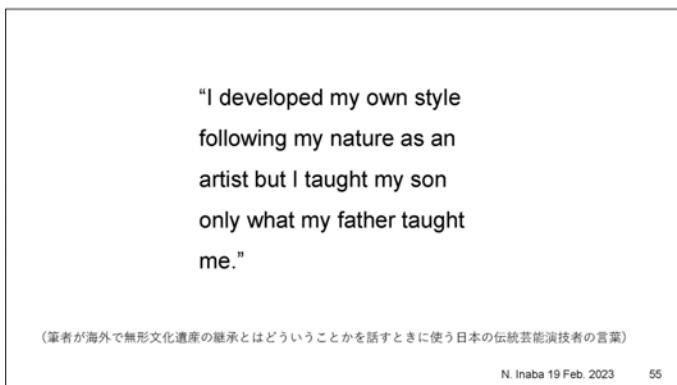 “I developed my own style
following my nature as an
artist but I taught my son
only what my father taught
me.”
（筆者が海外で無形文化遺産の継承とはどういうことかを話すときに使う日本の伝統芸能演技者の言葉）
N. Inaba 19 Feb. 2023 55